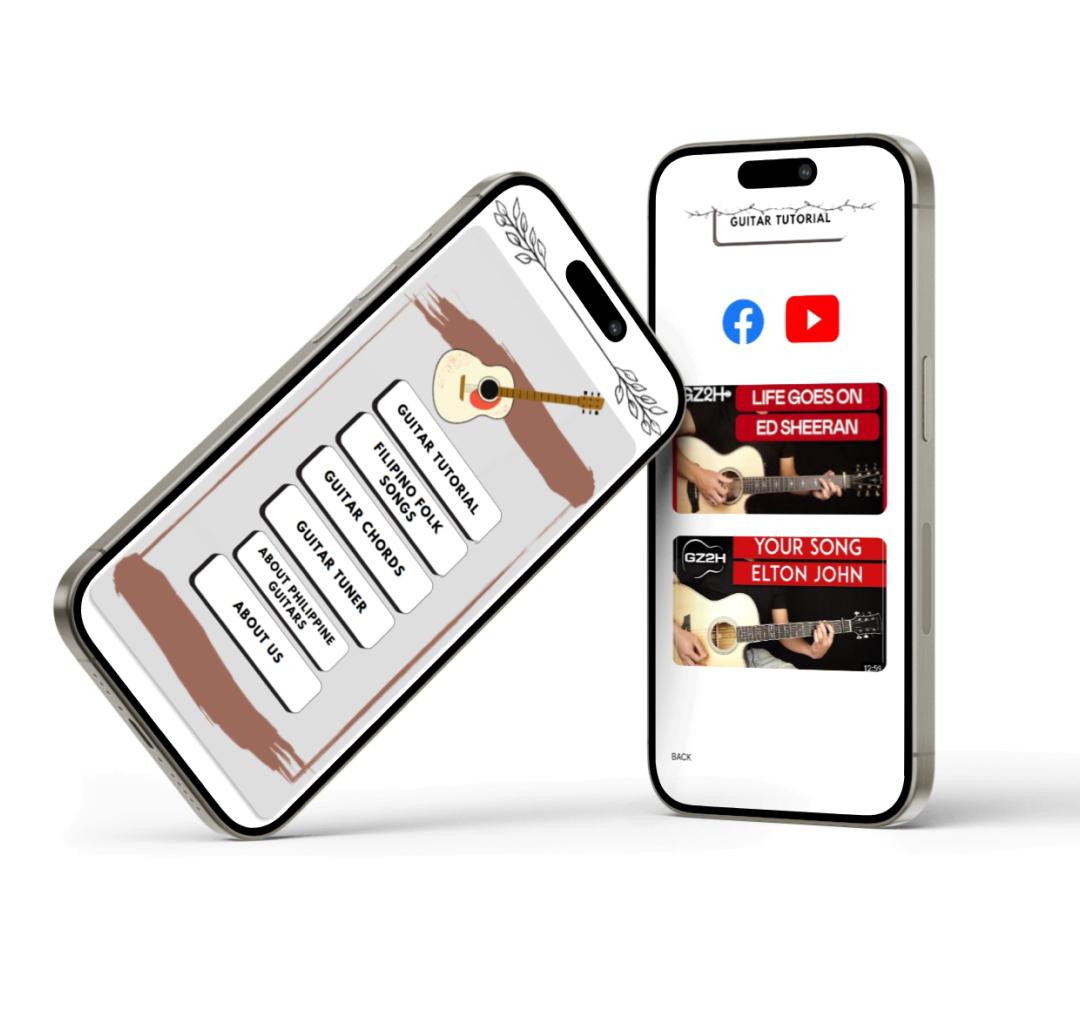 GUITAR TUTORIAL
FILIPINO FOLK
SONGS
GUITAR CHORDS
GUITAR TUNER
ABOUT PHILIPPINE
GUITARS
ABOUT US
GUITAR TUTORIAL
GZ2H
LIFE GOES ON
ED SHEERAN
GZ2H
YOUR SONG
ELTON JOHN
12:56
BACK